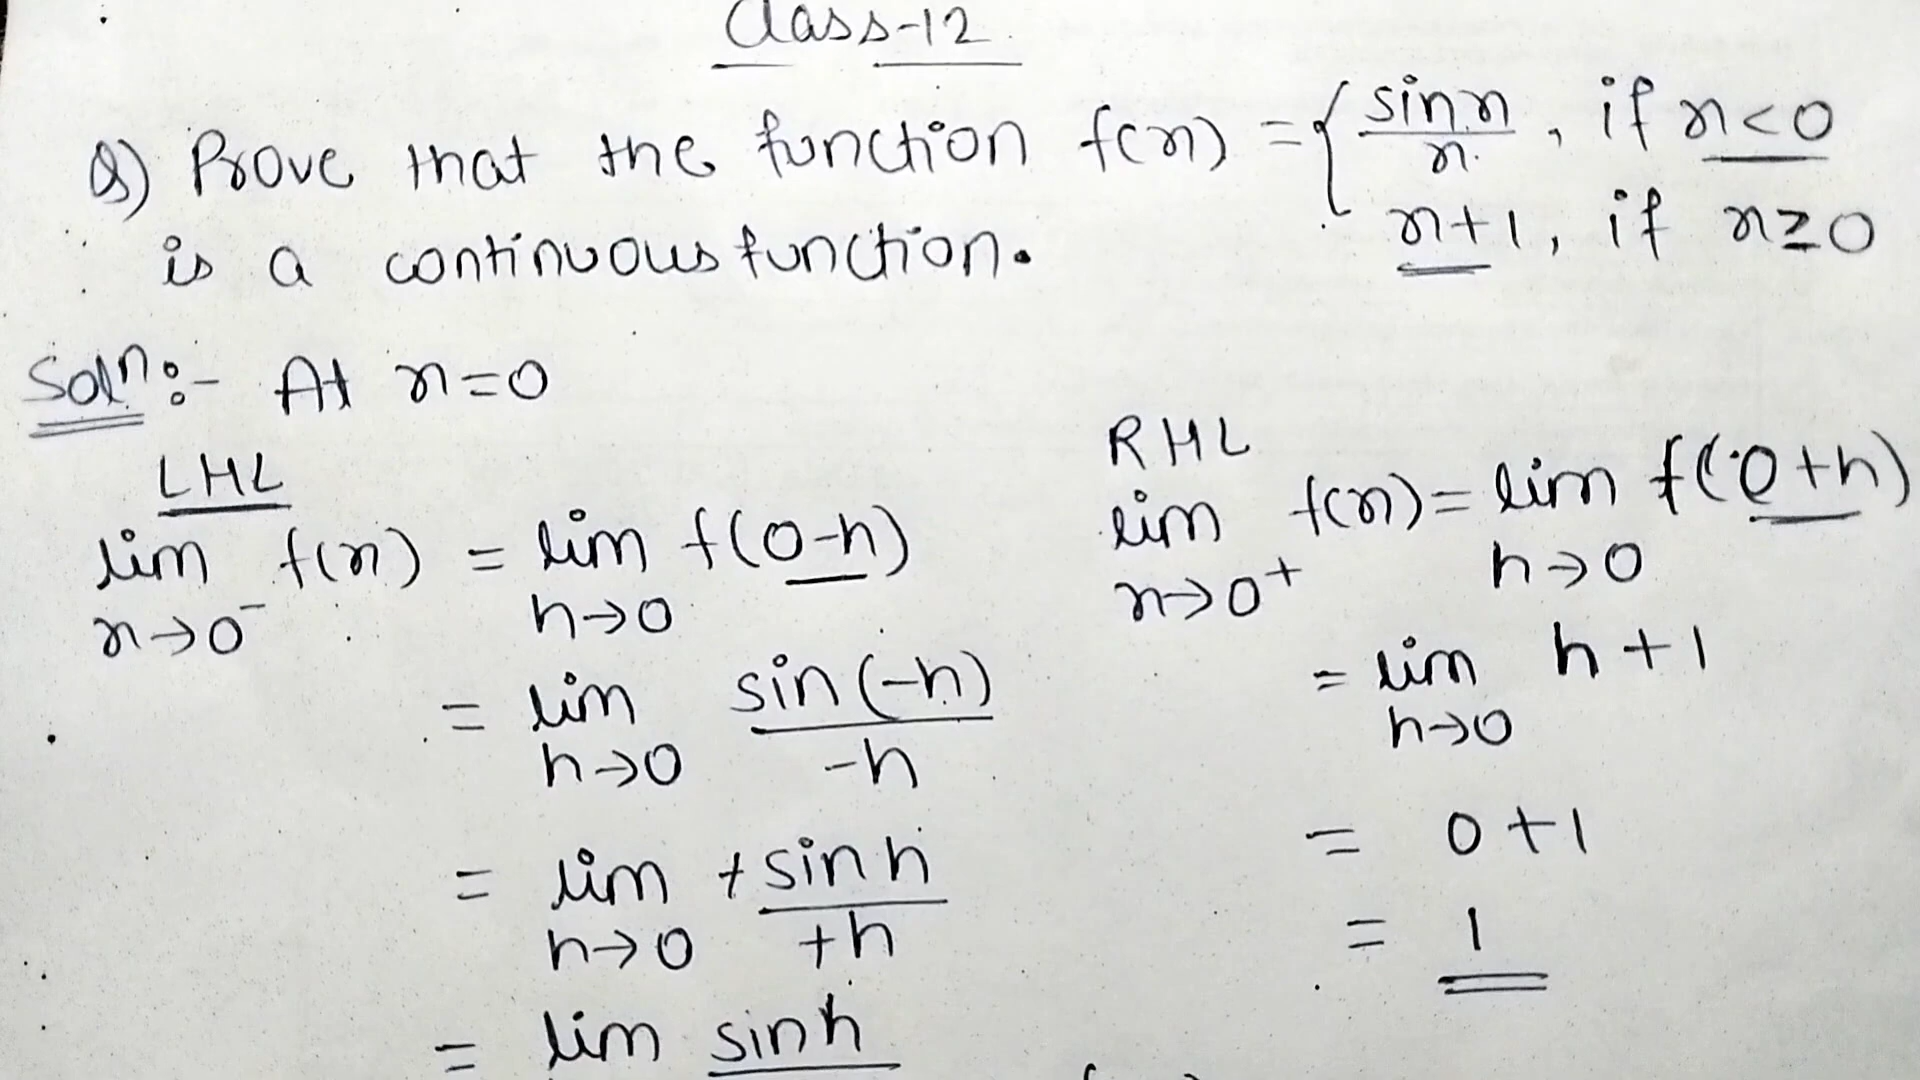 Class-12
Q) Prove that the function f(x) = { sin x / x , if x < 0
x+1, if x ≥ 0
is a continuous function.
Solⁿ:- At x=0
LHL
lim f(x) = lim f(0-h)
x→0⁻ h→0
= lim sin(-h) / -h
h→0
= lim + sin h / +h
h→0
= lim sin h
RHL
lim f(x) = lim f(0+h)
x→0⁺ h→0
= lim h+1
h→0
= 0+1
= 1